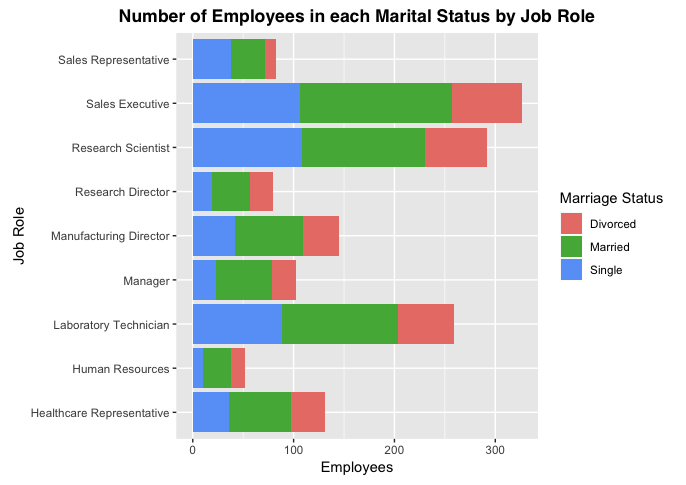 Number of Employees in each Marital Status by Job Role
Job Role
Sales Representative
Sales Executive
Research Scientist
Research Director
Manufacturing Director
Manager
Laboratory Technician
Human Resources
Healthcare Representative
0 100 200 300
Employees
Marriage Status
Divorced
Married
Single